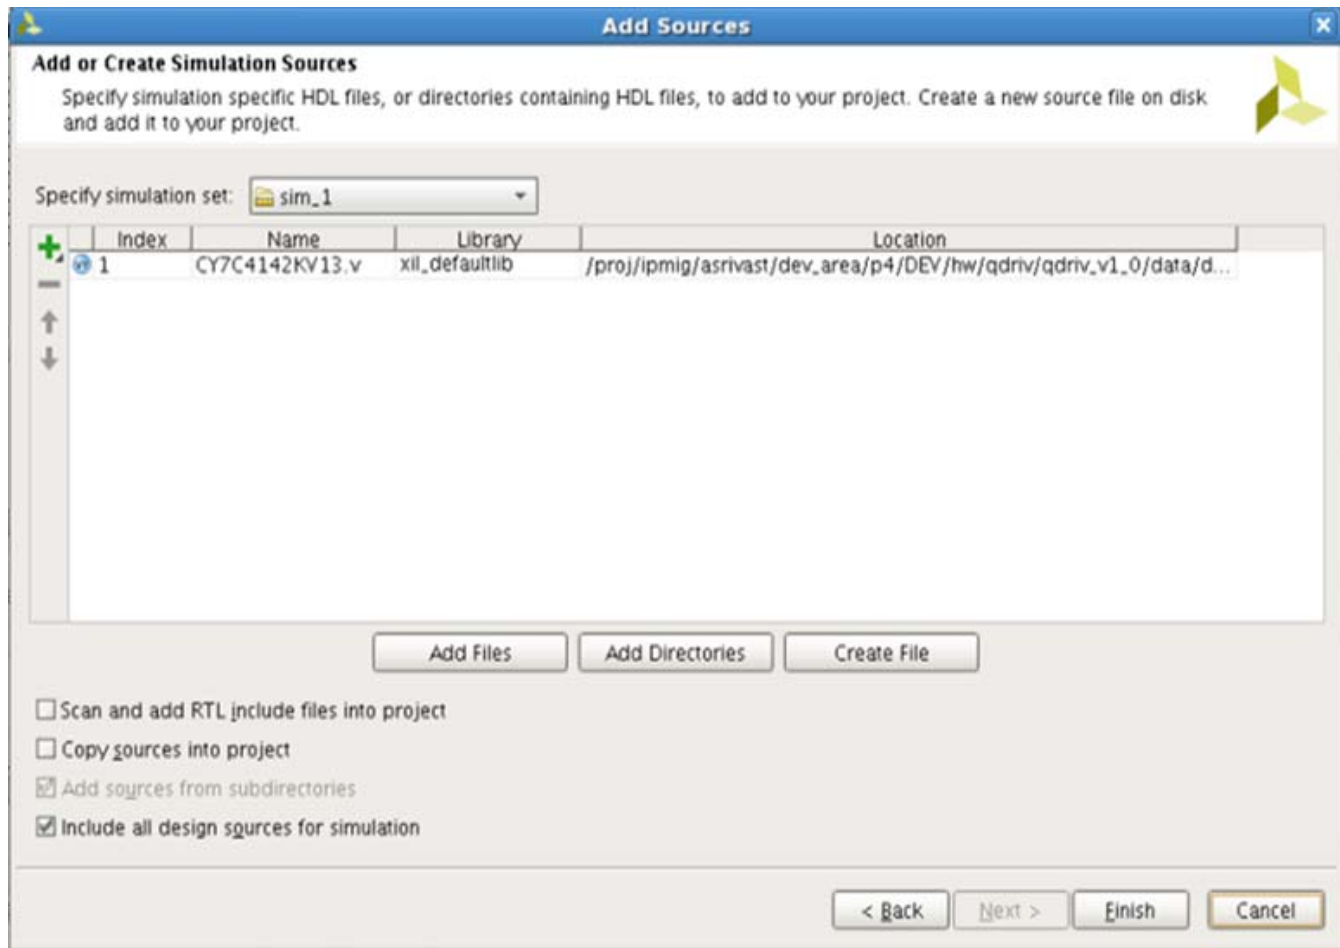 Add Sources
Add or Create Simulation Sources
Specify simulation specific HDL files, or directories containing HDL files, to add to your project. Create a new source file on disk
and add it to your project.
Specify simulation set: sim_1
Index Name Library Location
1 CY7C4142KV13.v xil_defaultlib /proj/ipmig/asrivast/dev_area/p4/DEV/hw/qdriv/qdriv_v1_0/data/d...
Add Files Add Directories Create File
Scan and add RTL include files into project
Copy sources into project
Add sources from subdirectories
Include all design sources for simulation
< Back Next > Finish Cancel